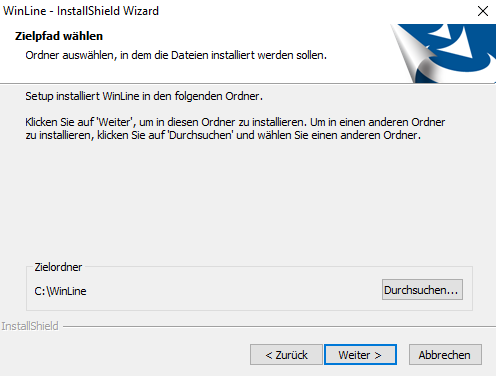 WinLine - InstallShield Wizard
Zielpfad wählen
Ordner auswählen, in dem die Dateien installiert werden sollen.
Setup installiert WinLine in den folgenden Ordner.
Klicken Sie auf 'Weiter', um in diesen Ordner zu installieren. Um in einen anderen Ordner
zu installieren, klicken Sie auf 'Durchsuchen' und wählen Sie einen anderen Ordner.
Zielordner
C:\WinLine
Durchsuchen...
InstallShield
< Zurück
Weiter >
Abbrechen